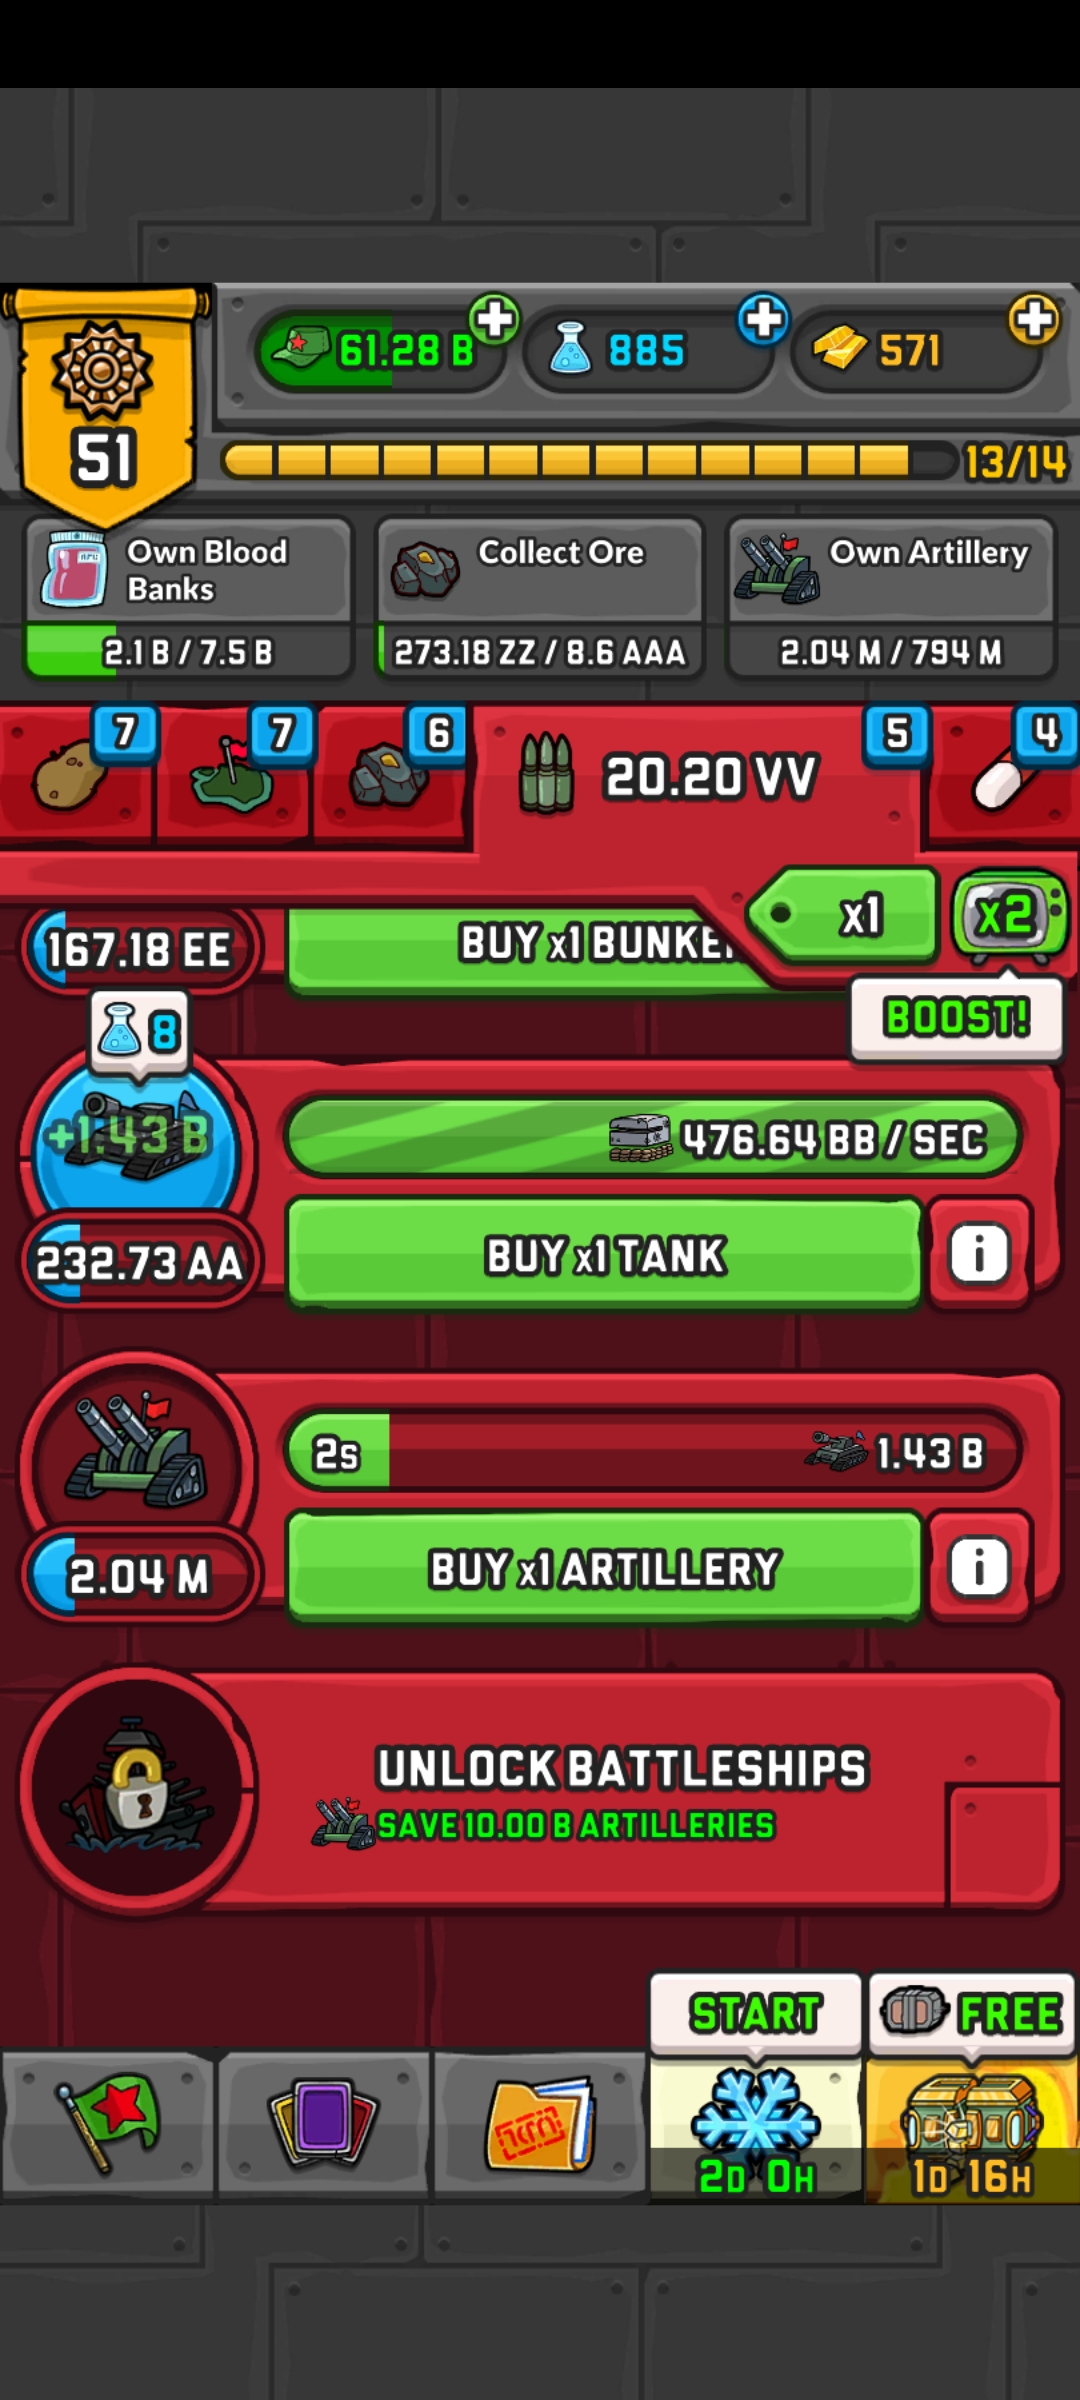 61.28 B
885
571
51
13/14
Own Blood
Banks
2.1 B / 7.5 B
Collect Ore
273.18 ZZ / 8.6 AAA
Own Artillery
2.04 M / 794 M
7
7
6
20.20 VV
5
4
x1
x2
167.18 EE
BUY x1 BUNKE
BOOST!
8
+1.43 B
476.64 BB / SEC
232.73 AA
BUY x1 TANK
i
2s
1.43 B
2.04 M
BUY x1 ARTILLERY
i
UNLOCK BATTLESHIPS
SAVE 10.00 B ARTILLERIES
START
FREE
2D 0H
1D 16H